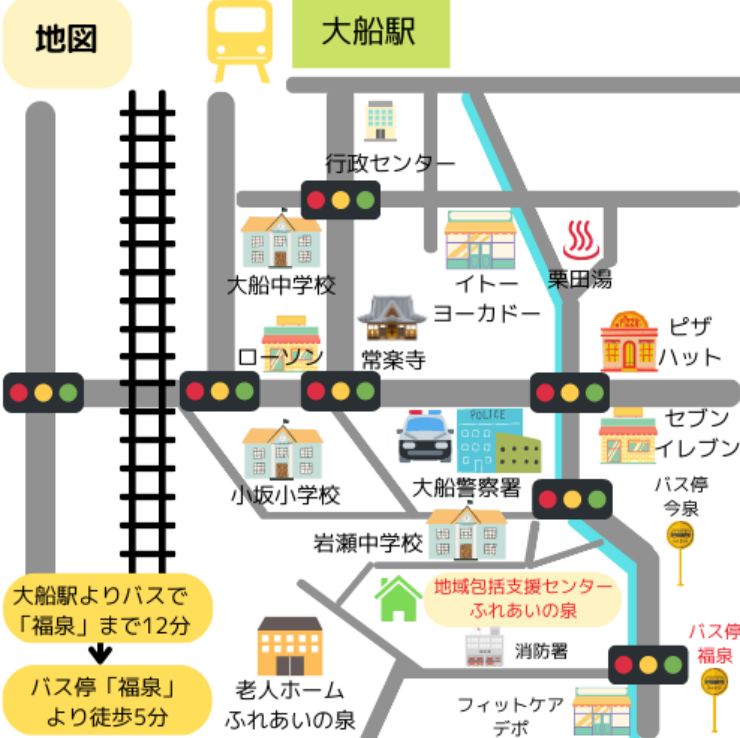 地図
大船駅
行政センター
大船中学校
イトー
ヨーカドー
栗田湯
ローソン
常楽寺
ピザ
ハット
POLICE
セブン
イレブン
小坂小学校
大船警察署
バス停
今泉
岩瀬中学校
地域包括支援センター
ふれあいの泉
大船駅よりバスで
「福泉」まで12分
バス停「福泉」
より徒歩5分
老人ホーム
ふれあいの泉
消防署
バス停
福泉
フィットケア
デポ